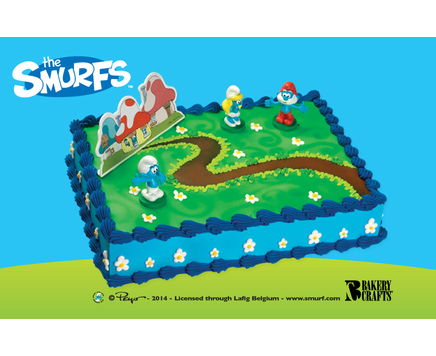 the
SMURFS
© Peyo - 2014 - Licensed through Lafig Belgium - www.smurf.com
BAKERY
CRAFTS